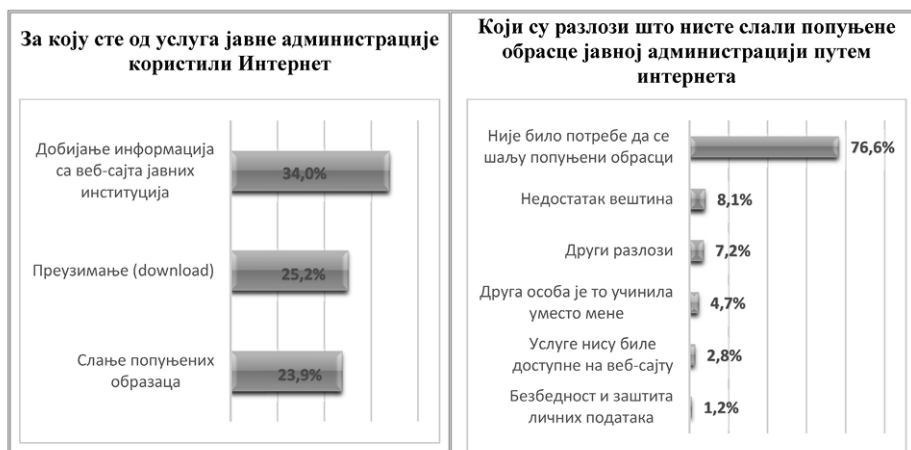 За коју сте од услуга јавне администрације
користили Интернет
Добијање информација
са веб-сајта јавних
институција
34,0%
Преузимање (download)
25,2%
Слање попуњених
образаца
23,9%
Који су разлози што нисте слали попуњене
обрасце јавној администрацији путем
интернета
Није било потребе да се
шаљу попуњени обрасци
76,6%
Недостатак вештина
8,1%
Други разлози
7,2%
Друга особа је то учинила
уместо мене
4,7%
Услуге нису биле
доступне на веб-сајту
2,8%
Безбедност и заштита
личних података
1,2%